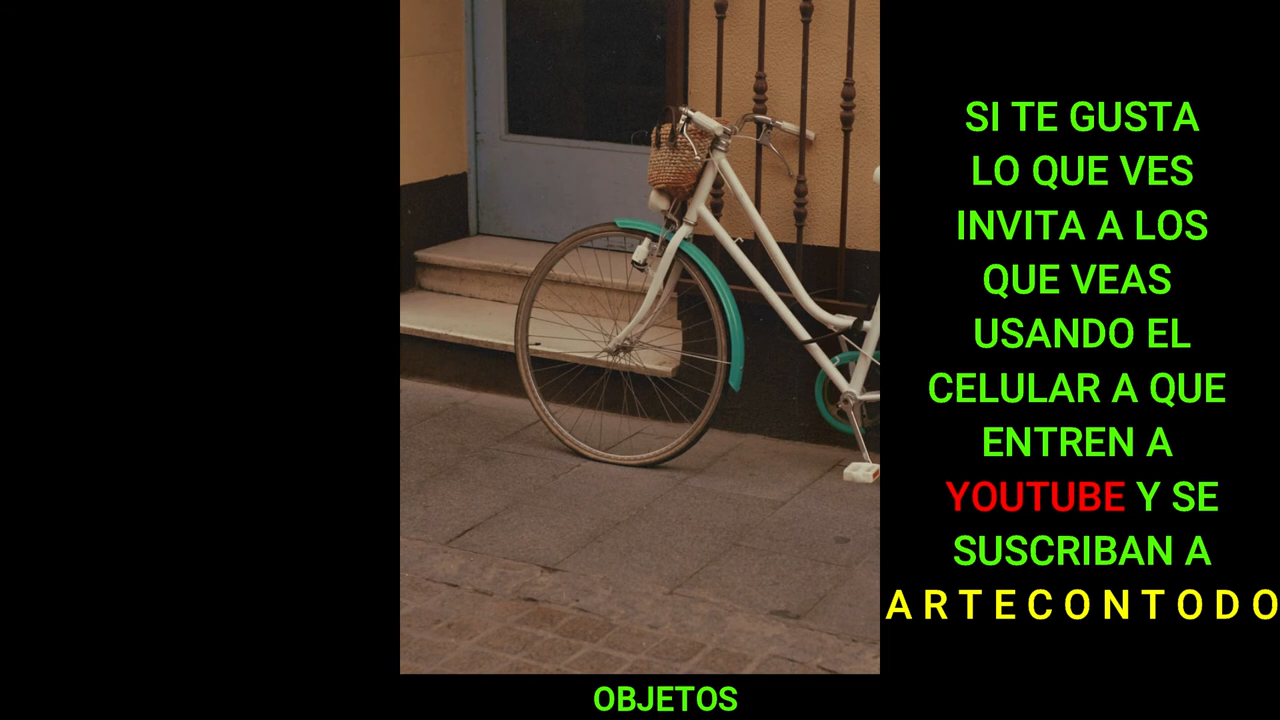 SI TE GUSTA
LO QUE VES
INVITA A LOS
QUE VEAS
USANDO EL
CELULAR A QUE
ENTREN A
YOUTUBE Y SE
SUSCRIBAN A
ARTECONTODO
OBJETOS